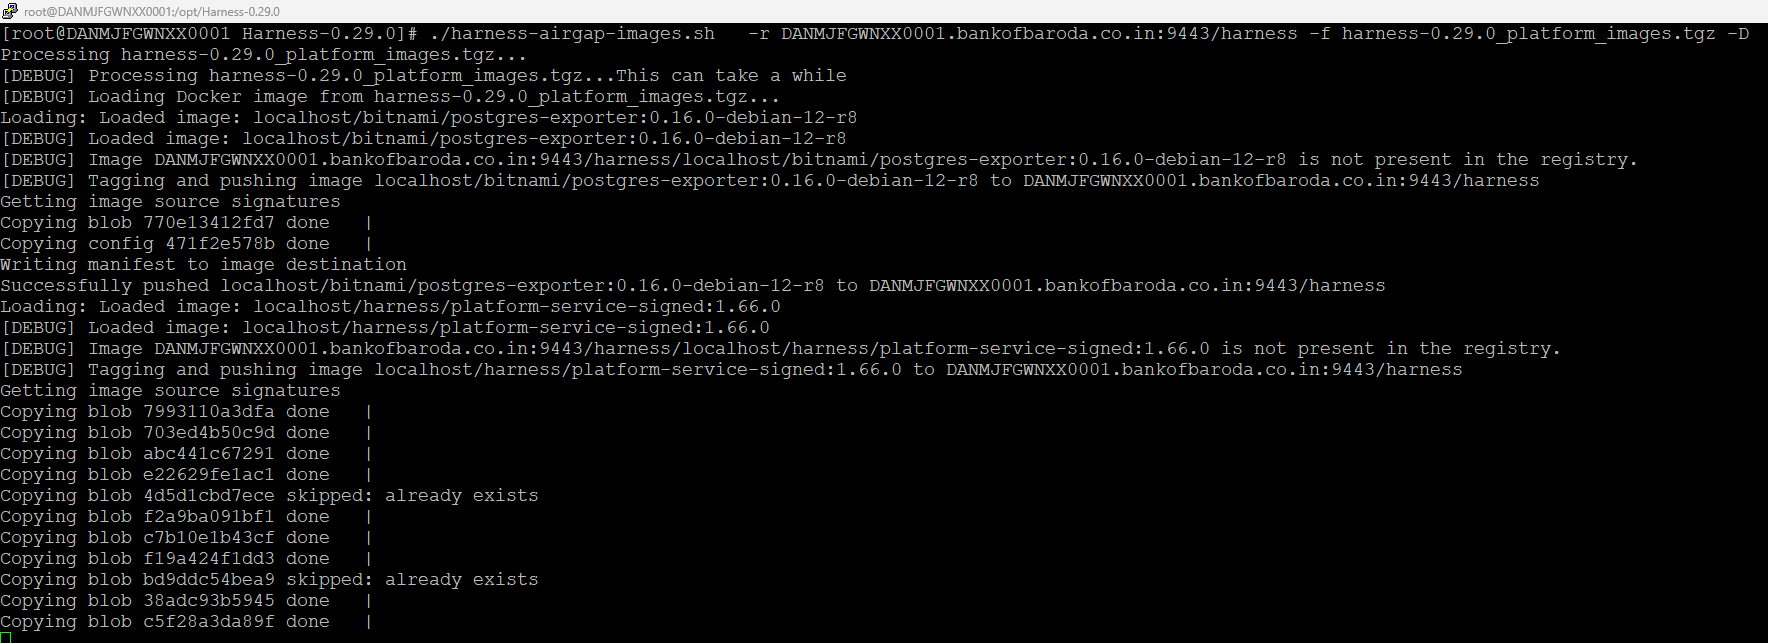 root@DANMJFGWNXX0001:/opt/Harness-0.29.0
[root@DANMJFGWNXX0001 Harness-0.29.0]# ./harness-airgap-images.sh   -r DANMJFGWNXX0001.bankofbaroda.co.in:9443/harness -f harness-0.29.0_platform_images.tgz -D
Processing harness-0.29.0_platform_images.tgz...
[DEBUG] Processing harness-0.29.0_platform_images.tgz...This can take a while
[DEBUG] Loading Docker image from harness-0.29.0_platform_images.tgz...
Loading: Loaded image: localhost/bitnami/postgres-exporter:0.16.0-debian-12-r8
[DEBUG] Loaded image: localhost/bitnami/postgres-exporter:0.16.0-debian-12-r8
[DEBUG] Image DANMJFGWNXX0001.bankofbaroda.co.in:9443/harness/localhost/bitnami/postgres-exporter:0.16.0-debian-12-r8 is not present in the registry.
[DEBUG] Tagging and pushing image localhost/bitnami/postgres-exporter:0.16.0-debian-12-r8 to DANMJFGWNXX0001.bankofbaroda.co.in:9443/harness
Getting image source signatures
Copying blob 770e13412fd7 done   |
Copying config 471f2e578b done   |
Writing manifest to image destination
Successfully pushed localhost/bitnami/postgres-exporter:0.16.0-debian-12-r8 to DANMJFGWNXX0001.bankofbaroda.co.in:9443/harness
Loading: Loaded image: localhost/harness/platform-service-signed:1.66.0
[DEBUG] Loaded image: localhost/harness/platform-service-signed:1.66.0
[DEBUG] Image DANMJFGWNXX0001.bankofbaroda.co.in:9443/harness/localhost/harness/platform-service-signed:1.66.0 is not present in the registry.
[DEBUG] Tagging and pushing image localhost/harness/platform-service-signed:1.66.0 to DANMJFGWNXX0001.bankofbaroda.co.in:9443/harness
Getting image source signatures
Copying blob 7993110a3dfa done   |
Copying blob 703ed4b50c9d done   |
Copying blob abc441c67291 done   |
Copying blob e22629fe1ac1 done   |
Copying blob 4d5d1cbd7ece skipped: already exists
Copying blob f2a9ba091bf1 done   |
Copying blob c7b10e1b43cf done   |
Copying blob f19a424f1dd3 done   |
Copying blob bd9ddc54bea9 skipped: already exists
Copying blob 38adc93b5945 done   |
Copying blob c5f28a3da89f done   |